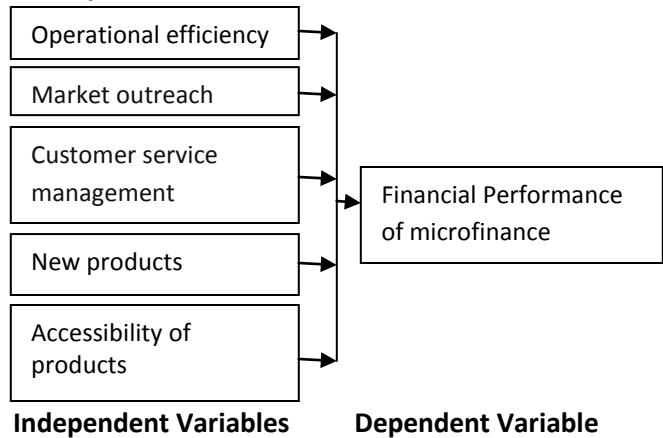 Operational efficiency
Market outreach
Customer service
management
New products
Accessibility of
products
Financial Performance
of microfinance
Independent Variables
Dependent Variable